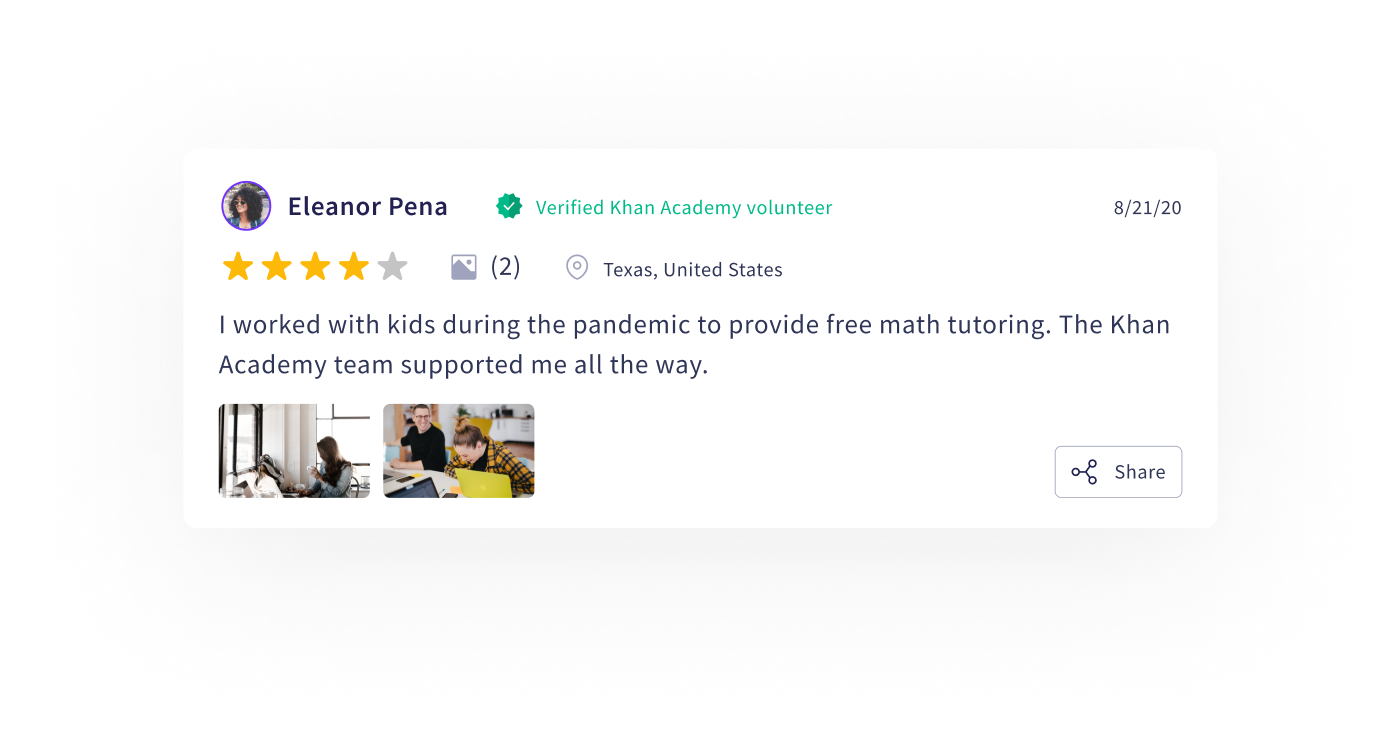 Eleanor Pena
Verified Khan Academy volunteer
8/21/20
(2)
Texas, United States
I worked with kids during the pandemic to provide free math tutoring. The Khan
Academy team supported me all the way.
Share